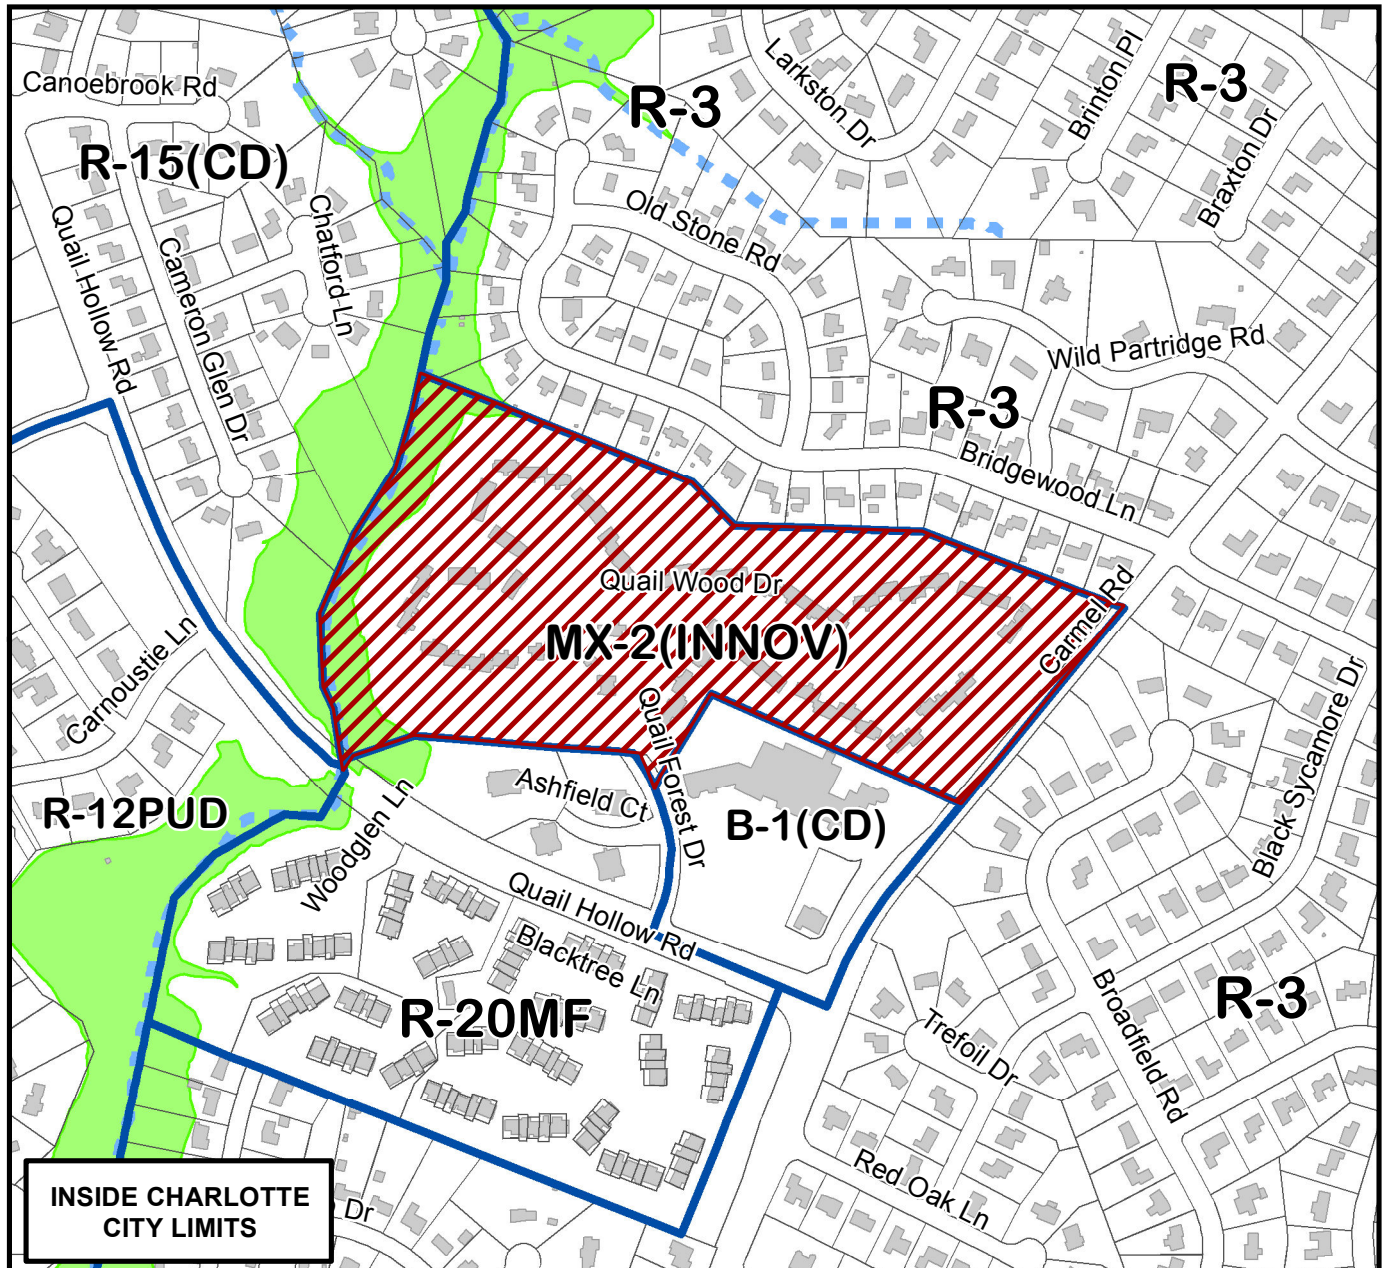 R-3
R-3
Canoebrook Rd
Larkston Dr
Brinton Pl
Braxton Dr
R-15(CD)
Quail Hollow Rd
Cameron Glen Dr
Chatford Ln
Old Stone Rd
Wild Partridge Rd
R-3
Bridgewood Ln
Quail Wood Dr
MX-2(INNOV)
Carmel Rd
Carnoustie Ln
Quail Forest Dr
Black Sycamore Dr
R-12PUD
Woodglen Ln
Ashfield Ct
B-1(CD)
Quail Hollow Rd
Blacktree Ln
R-20MF
Trefoil Dr
Broadfield Rd
R-3
Red Oak Ln
INSIDE CHARLOTTE
CITY LIMITS
Dr